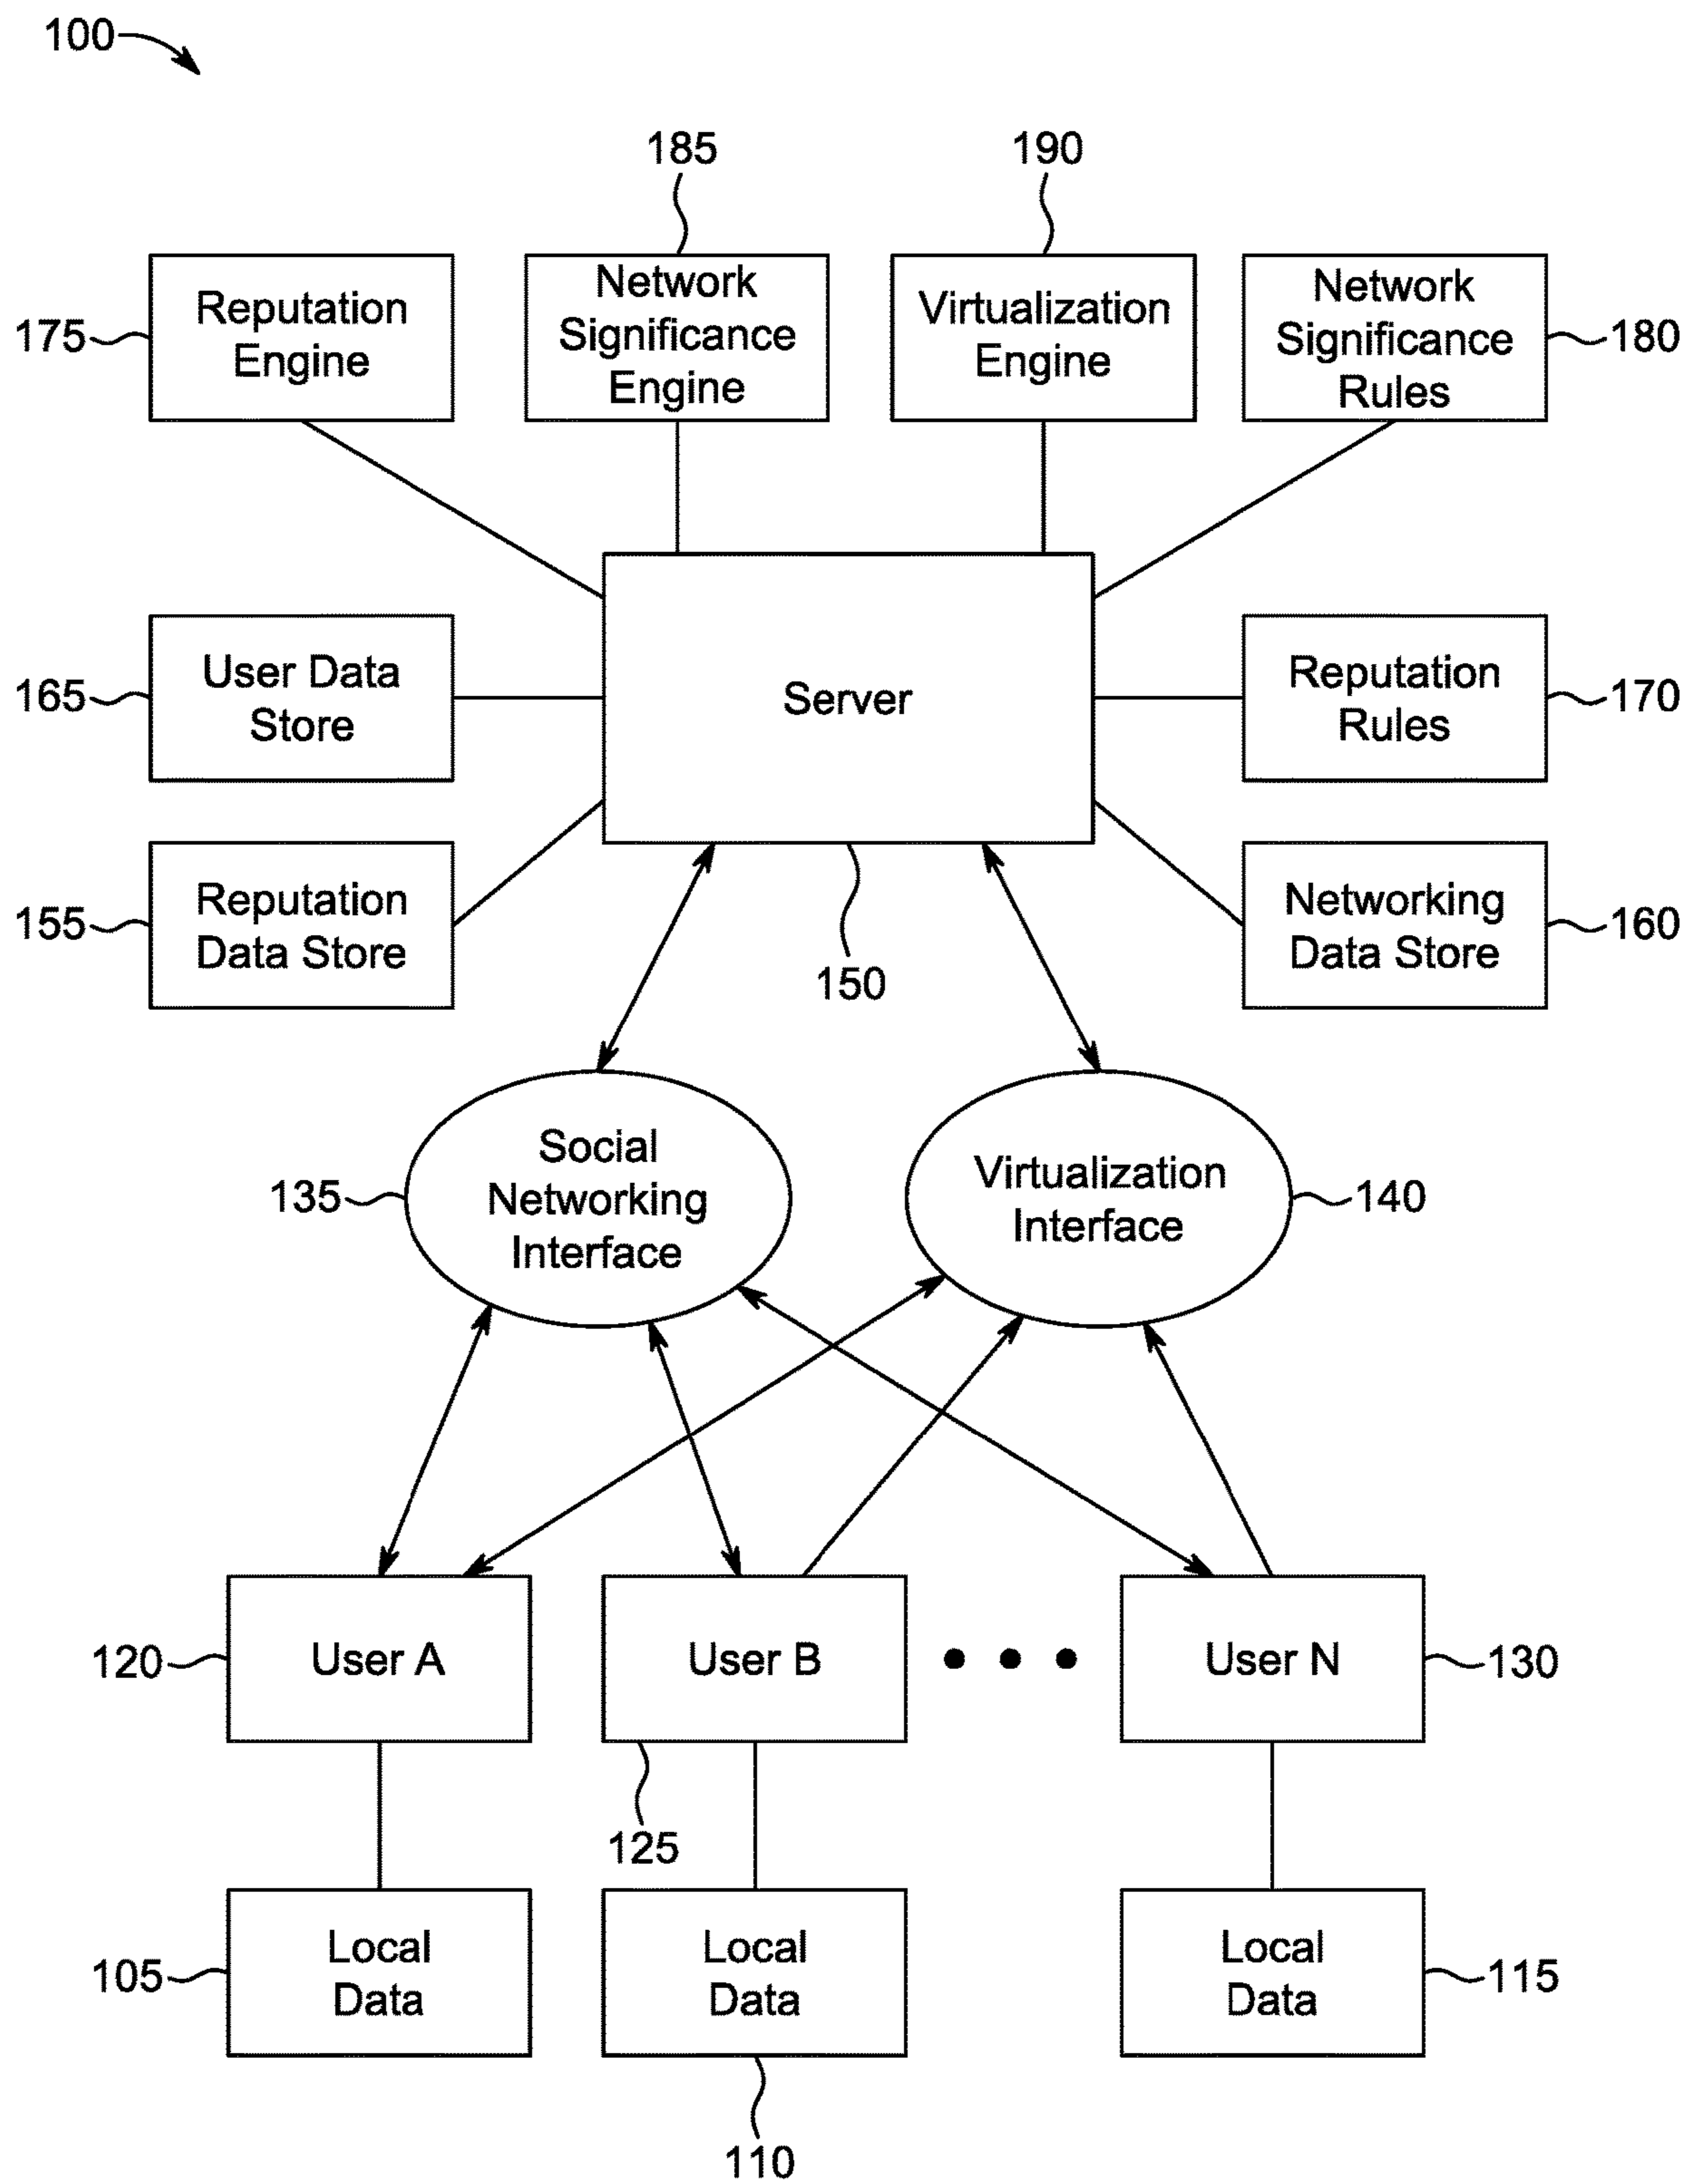 100
185
190
175
Reputation
Engine
Network
Significance
Engine
Virtualization
Engine
Network
Significance
Rules
180
165
User Data
Store
Server
Reputation
Rules
170
155
Reputation
Data Store
150
Networking
Data Store
160
135
Social
Networking
Interface
Virtualization
Interface
140
120
User A
User B
User N
130
125
105
Local
Data
Local
Data
Local
Data
115
110